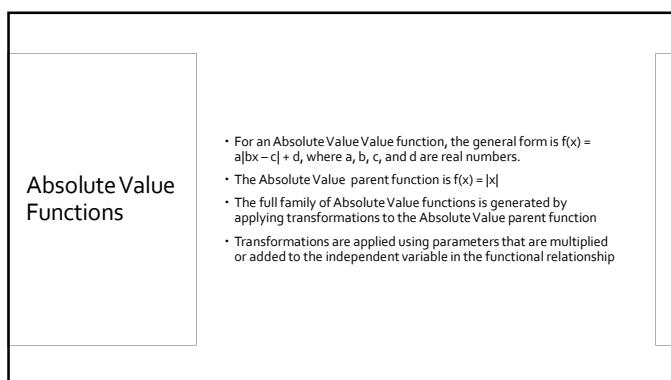 Absolute Value
Functions
• For an Absolute Value Value function, the general form is f(x) =
a|bx – c| + d, where a, b, c, and d are real numbers.
• The Absolute Value parent function is f(x) = |x|
• The full family of Absolute Value functions is generated by
applying transformations to the Absolute Value parent function
• Transformations are applied using parameters that are multiplied
or added to the independent variable in the functional relationship